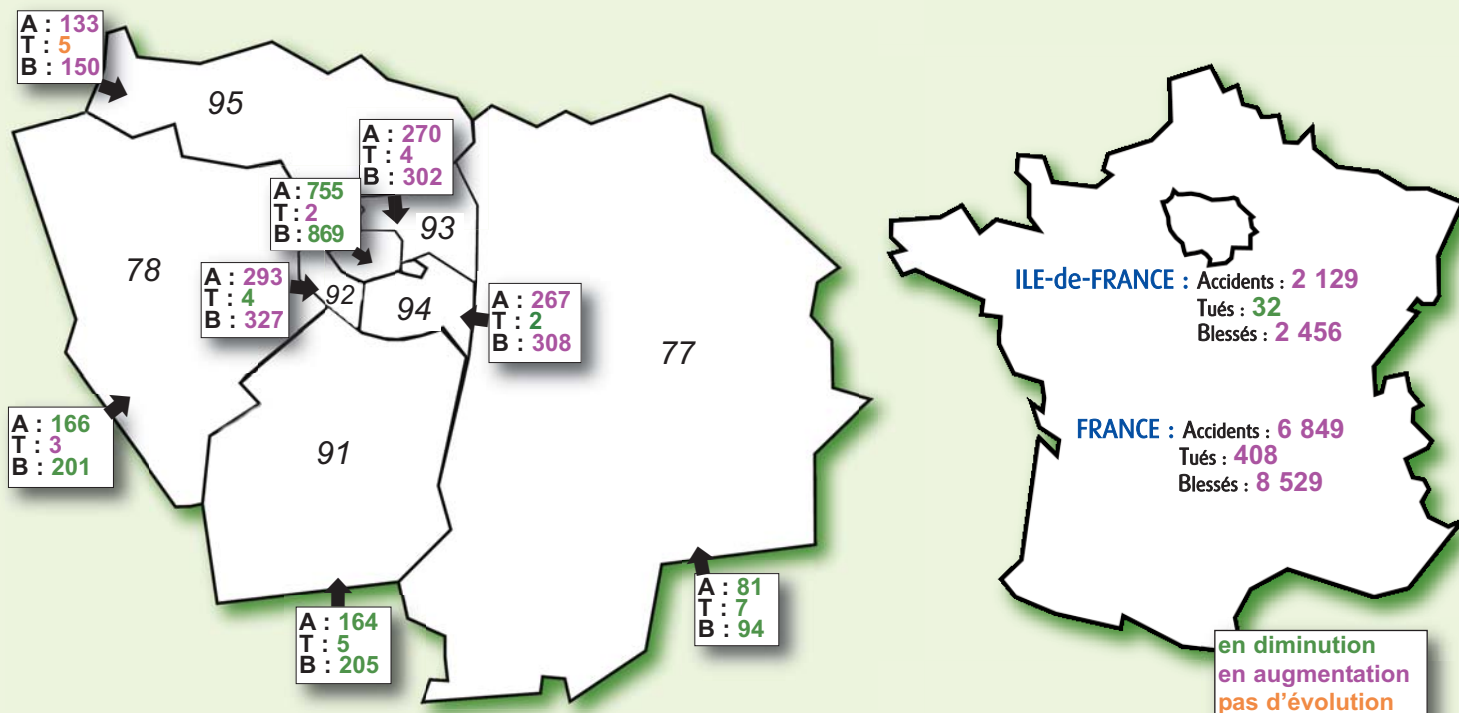 A : 133
T : 5
B : 150
95
A : 270
T : 4
B : 302
A : 755
T : 2
B : 869
93
78
A : 293
T : 4
B : 327
92
94
A : 267
T : 2
B : 308
77
A : 166
T : 3
B : 201
91
A : 164
T : 5
B : 205
A : 81
T : 7
B : 94
ILE-de-FRANCE : Accidents : 2 129
Tués : 32
Blessés : 2 456
FRANCE : Accidents : 6 849
Tués : 408
Blessés : 8 529
en diminution
en augmentation
pas d'évolution